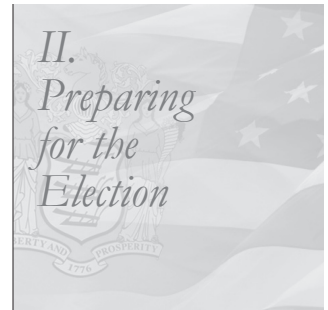 II.
Preparing
for the
Election
LIBERTY AND PROSPERITY
1776